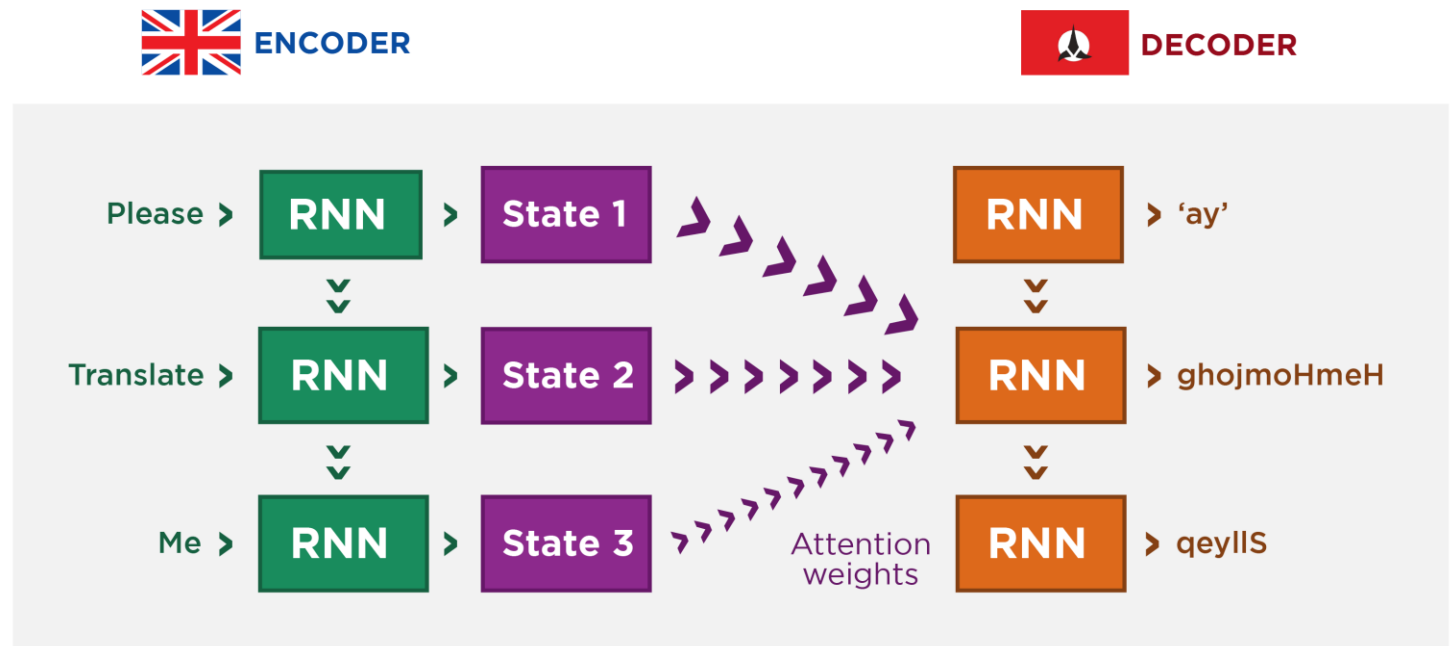 ENCODER
DECODER
Please
RNN
State 1
RNN
‘ay’
Translate
RNN
State 2
RNN
ghojmoHmeH
Me
RNN
State 3
Attention
weights
RNN
qeyllS